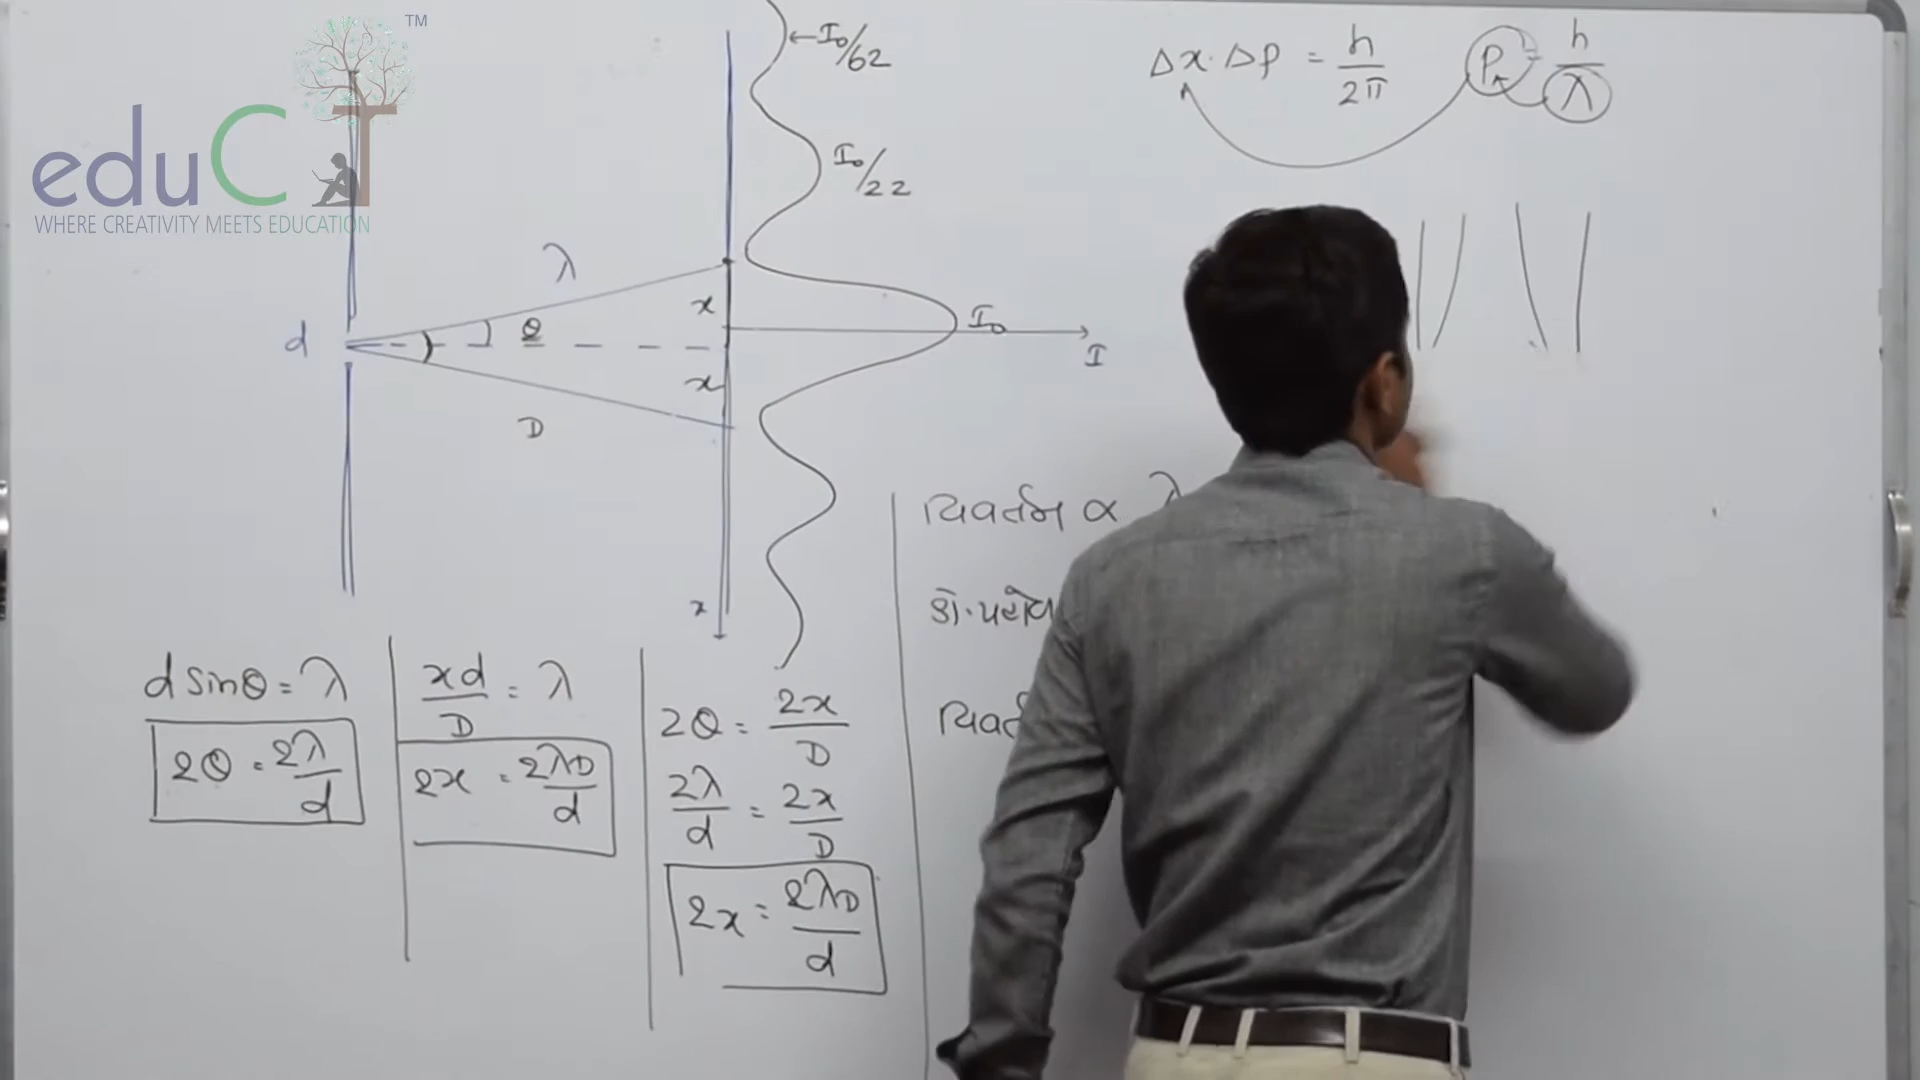 TM
eduCT
WHERE CREATIVITY MEETS EDUCATION
I₀/62
I₀/22
λ
x
d
θ
I₀
I
x
D
x
Δx·Δp = h/2π
P = h/λ
d sinθ = λ
2θ = 2λ/d
xd/D = λ
2x = 2λD/d
2θ = 2x/D
2λ/d = 2x/D
2x = 2λD/d
વિવર્તન ∝ λ